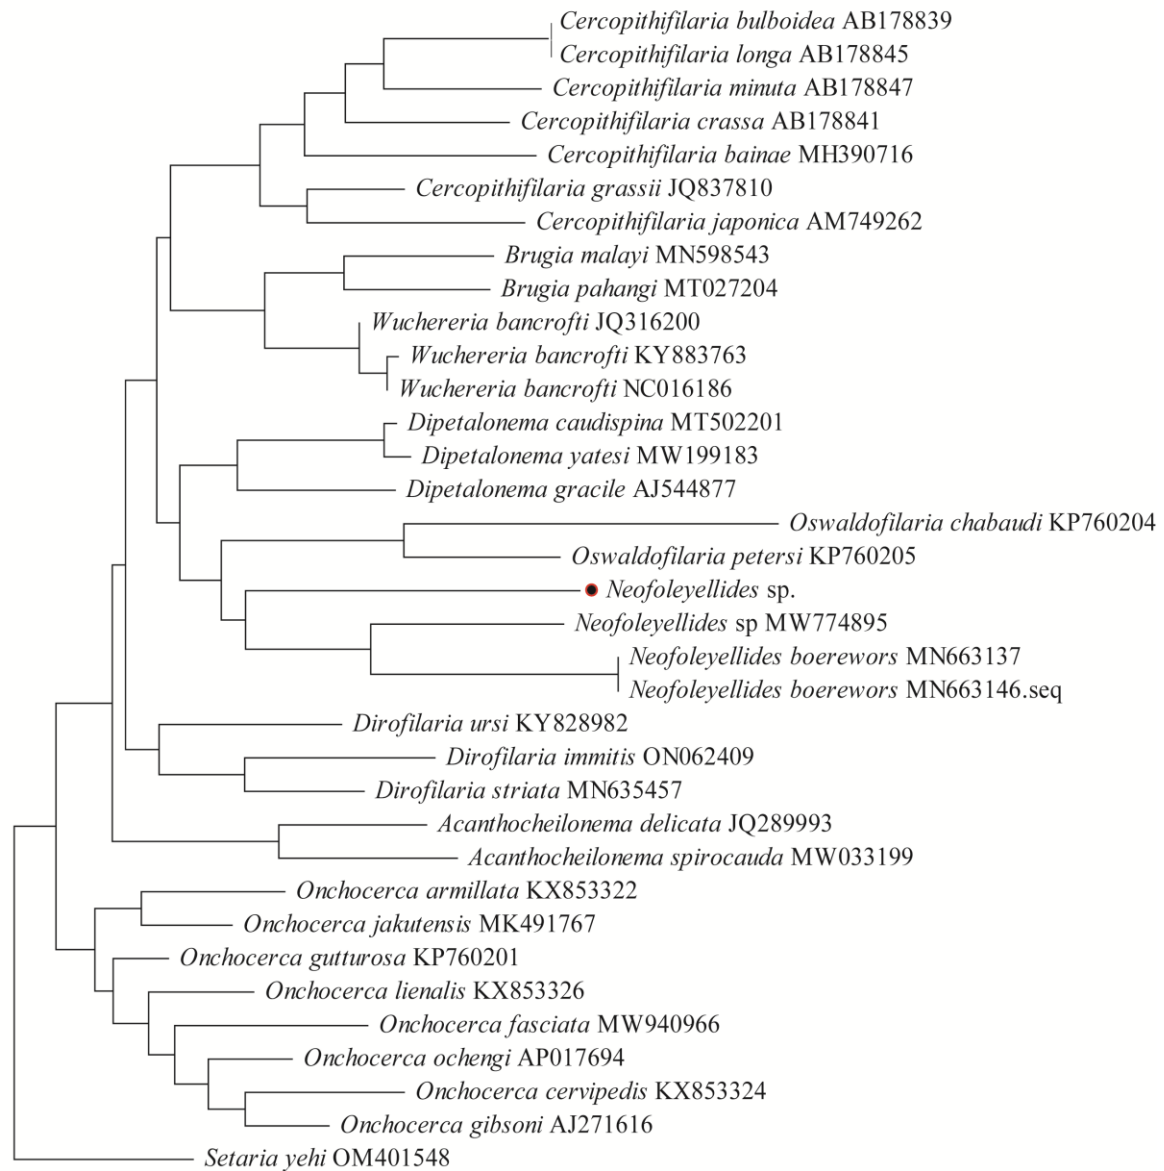 Cercopithifilaria bulboidea AB178839
Cercopithifilaria longa AB178845
Cercopithifilaria minuta AB178847
Cercopithifilaria crassa AB178841
Cercopithifilaria bainae MH390716
Cercopithifilaria grassii JQ837810
Cercopithifilaria japonica AM749262
Brugia malayi MN598543
Brugia pahangi MT027204
Wuchereria bancrofti JQ316200
Wuchereria bancrofti KY883763
Wuchereria bancrofti NC016186
Dipetalonema caudispina MT502201
Dipetalonema yatesi MW199183
Dipetalonema gracile AJ544877
Oswaldofilaria chabaudi KP760204
Oswaldofilaria petersi KP760205
Neofoleyellides sp.
Neofoleyellides sp MW774895
Neofoleyellides boerewors MN663137
Neofoleyellides boerewors MN663146.seq
Dirofilaria ursi KY828982
Dirofilaria immitis ON062409
Dirofilaria striata MN635457
Acanthocheilonema delicata JQ289993
Acanthocheilonema spirocauda MW033199
Onchocerca armillata KX853322
Onchocerca jakutensis MK491767
Onchocerca gutturosa KP760201
Onchocerca lienalis KX853326
Onchocerca fasciata MW940966
Onchocerca ochengi AP017694
Onchocerca cervipedis KX853324
Onchocerca gibsoni AJ271616
Setaria yehi OM401548